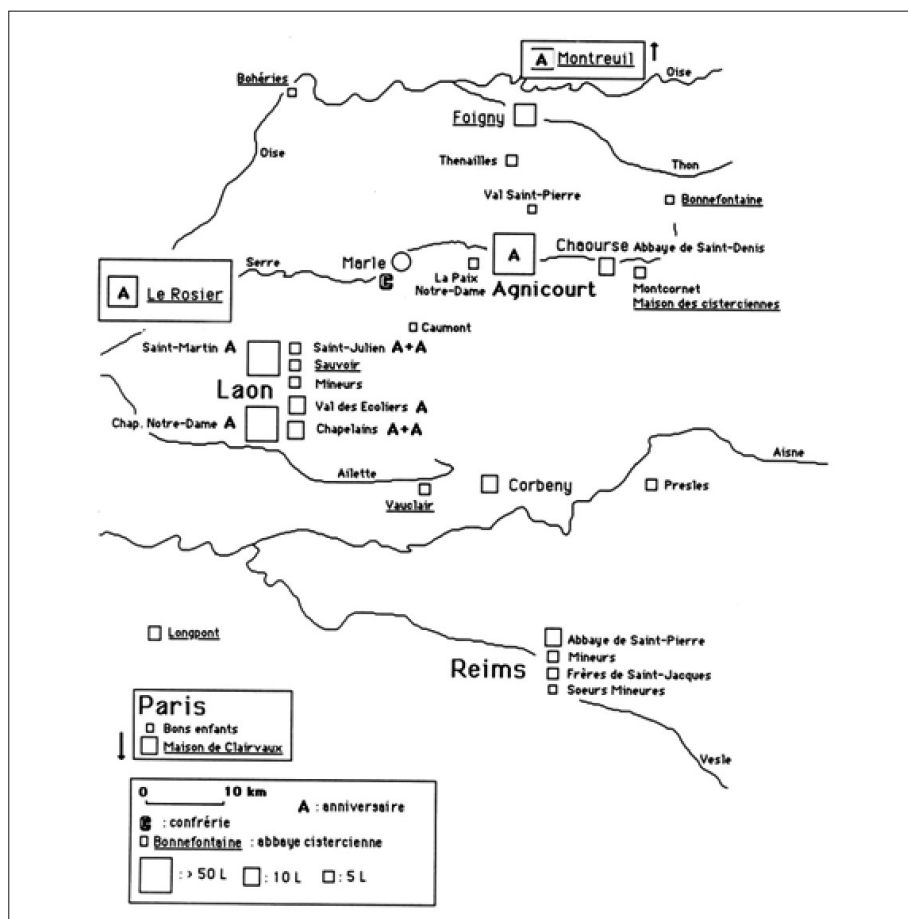 A Montreuil
Oise
Bohéries
Foigny
Oise
Thenailles
Thon
Val Saint-Pierre
Bonnefontaine
Serre
Marle
A
Chaourse Abbaye de Saint-Denis
A Le Rosier
C
La Paix
Notre-Dame
Agnicourt
Montcornet
Maison des cisterciennes
Caumont
Saint-Martin A
Saint-Julien A+A
Sauvoir
Laon
Mineurs
Val des Ecoliers A
Chap. Notre-Dame A
Chapelains A+A
Aisne
Ailette
Corbeny
Presles
Vauclair
Longpont
Abbaye de Saint-Pierre
Reims
Mineurs
Frères de Saint-Jacques
Soeurs Mineures
Paris
Bons enfants
Maison de Clairvaux
Vesle
0 10 km
A : anniversaire
C : confrérie
Bonnefontaine : abbaye cistercienne
: > 50 L : 10 L : 5 L